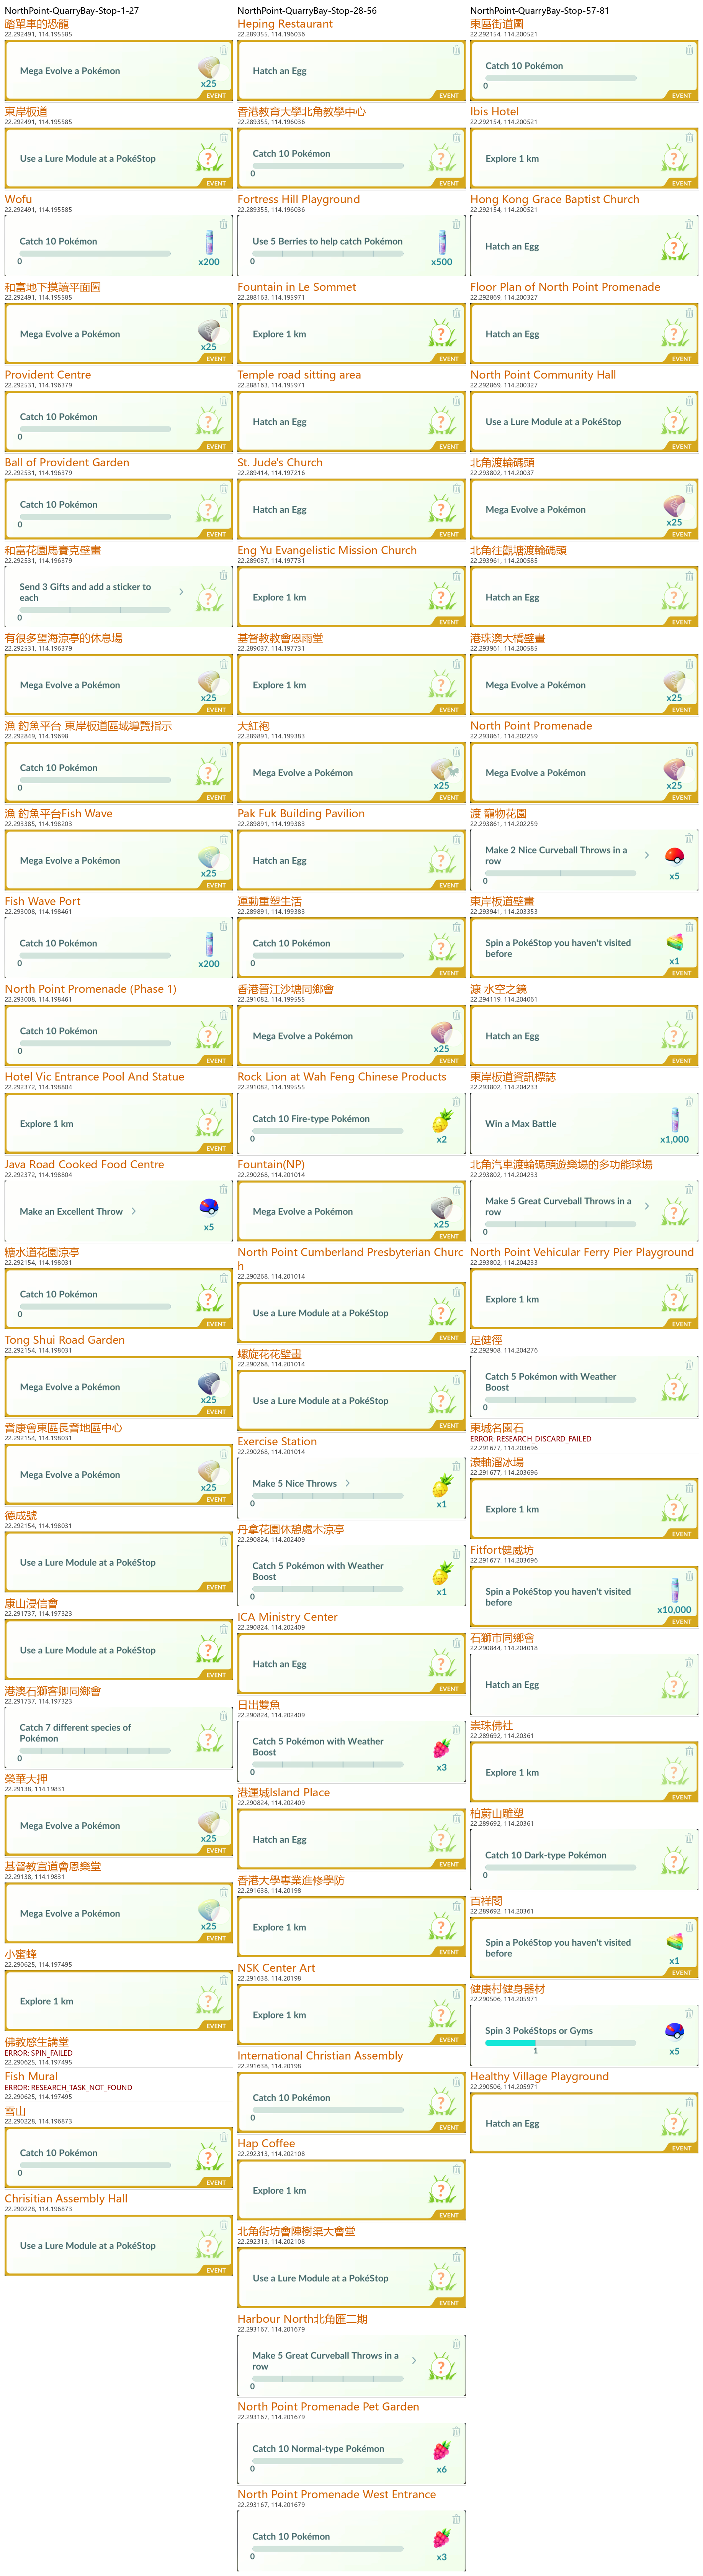 NorthPoint-QuarryBay-Stop-1-27
踏單車的恐龍
22.292491, 114.195585
Mega Evolve a Pokémon
x25
EVENT
東岸板道
22.292491, 114.195585
Use a Lure Module at a PokéStop
EVENT
Wofu
22.292491, 114.195585
Catch 10 Pokémon
0
x200
和富地下摸讀平面圖
22.292491, 114.195585
Mega Evolve a Pokémon
x25
EVENT
Provident Centre
22.292531, 114.196379
Catch 10 Pokémon
0
EVENT
Ball of Provident Garden
22.292531, 114.196379
Catch 10 Pokémon
0
EVENT
和富花園馬賽克壁畫
22.292531, 114.196379
Send 3 Gifts and add a sticker to
each
0
有很多望海涼亭的休息場
22.292531, 114.196379
Mega Evolve a Pokémon
x25
EVENT
漁 釣魚平台 東岸板道區域導覽指示
22.292849, 114.19698
Catch 10 Pokémon
0
EVENT
漁 釣魚平台Fish Wave
22.293385, 114.198203
Mega Evolve a Pokémon
x25
EVENT
Fish Wave Port
22.293008, 114.198461
Catch 10 Pokémon
0
x200
North Point Promenade (Phase 1)
22.293008, 114.198461
Catch 10 Pokémon
0
EVENT
Hotel Vic Entrance Pool And Statue
22.292372, 114.198804
Explore 1 km
EVENT
Java Road Cooked Food Centre
22.292372, 114.198804
Make an Excellent Throw
x5
糖水道花園涼亭
22.292154, 114.198031
Catch 10 Pokémon
0
EVENT
Tong Shui Road Garden
22.292154, 114.198031
Mega Evolve a Pokémon
x25
EVENT
耆康會東區長耆地區中心
22.292154, 114.198031
Mega Evolve a Pokémon
x25
EVENT
德成號
22.292154, 114.198031
Use a Lure Module at a PokéStop
EVENT
康山浸信會
22.291737, 114.197323
Use a Lure Module at a PokéStop
EVENT
港澳石獅客卿同鄉會
22.291737, 114.197323
Catch 7 different species of
Pokémon
0
榮華大押
22.29138, 114.19831
Mega Evolve a Pokémon
x25
EVENT
基督教宣道會恩樂堂
22.29138, 114.19831
Mega Evolve a Pokémon
x25
EVENT
小蜜蜂
22.290625, 114.197495
Explore 1 km
EVENT
佛教愍生講堂
ERROR: SPIN_FAILED
22.290625, 114.197495
Fish Mural
ERROR: RESEARCH_TASK_NOT_FOUND
22.290625, 114.197495
雪山
22.290228, 114.196873
Catch 10 Pokémon
0
EVENT
Chrisitian Assembly Hall
22.290228, 114.196873
Use a Lure Module at a PokéStop
EVENT
NorthPoint-QuarryBay-Stop-28-56
Heping Restaurant
22.289355, 114.196036
Hatch an Egg
EVENT
香港教育大學北角教學中心
22.289355, 114.196036
Catch 10 Pokémon
0
EVENT
Fortress Hill Playground
22.289355, 114.196036
Use 5 Berries to help catch Pokémon
0
x500
Fountain in Le Sommet
22.288163, 114.195971
Explore 1 km
EVENT
Temple road sitting area
22.288163, 114.195971
Hatch an Egg
EVENT
St. Jude's Church
22.289414, 114.197216
Hatch an Egg
EVENT
Eng Yu Evangelistic Mission Church
22.289037, 114.197731
Explore 1 km
EVENT
基督教教會恩雨堂
22.289037, 114.197731
Explore 1 km
EVENT
大紅袍
22.289891, 114.199383
Mega Evolve a Pokémon
x25
EVENT
Pak Fuk Building Pavilion
22.289891, 114.199383
Hatch an Egg
EVENT
運動重塑生活
22.289891, 114.199383
Catch 10 Pokémon
0
EVENT
香港晉江沙塘同鄉會
22.291082, 114.199555
Mega Evolve a Pokémon
x25
EVENT
Rock Lion at Wah Feng Chinese Products
22.291082, 114.199555
Catch 10 Fire-type Pokémon
0
x2
Fountain(NP)
22.290268, 114.201014
Mega Evolve a Pokémon
x25
EVENT
North Point Cumberland Presbyterian Churc
h
22.290268, 114.201014
Use a Lure Module at a PokéStop
EVENT
螺旋花花壁畫
22.290268, 114.201014
Use a Lure Module at a PokéStop
EVENT
Exercise Station
22.290268, 114.201014
Make 5 Nice Throws
0
x1
丹拿花園休憩處木涼亭
22.290824, 114.202409
Catch 5 Pokémon with Weather
Boost
0
x1
ICA Ministry Center
22.290824, 114.202409
Hatch an Egg
EVENT
日出雙魚
22.290824, 114.202409
Catch 5 Pokémon with Weather
Boost
0
x3
港運城Island Place
22.290824, 114.202409
Hatch an Egg
EVENT
香港大學專業進修學防
22.291638, 114.20198
Explore 1 km
EVENT
NSK Center Art
22.291638, 114.20198
Explore 1 km
EVENT
International Christian Assembly
22.291638, 114.20198
Catch 10 Pokémon
0
EVENT
Hap Coffee
22.292313, 114.202108
Explore 1 km
EVENT
北角街坊會陳樹渠大會堂
22.292313, 114.202108
Use a Lure Module at a PokéStop
EVENT
Harbour North北角匯二期
22.293167, 114.201679
Make 5 Great Curveball Throws in a
row
0
North Point Promenade Pet Garden
22.293167, 114.201679
Catch 10 Normal-type Pokémon
0
x6
North Point Promenade West Entrance
22.293167, 114.201679
Catch 10 Pokémon
0
x3
NorthPoint-QuarryBay-Stop-57-81
東區街道圖
22.292154, 114.200521
Catch 10 Pokémon
0
EVENT
Ibis Hotel
22.292154, 114.200521
Explore 1 km
EVENT
Hong Kong Grace Baptist Church
22.292154, 114.200521
Hatch an Egg
Floor Plan of North Point Promenade
22.292869, 114.200327
Hatch an Egg
EVENT
North Point Community Hall
22.292869, 114.200327
Use a Lure Module at a PokéStop
EVENT
北角渡輪碼頭
22.293802, 114.20037
Mega Evolve a Pokémon
x25
EVENT
北角往觀塘渡輪碼頭
22.293961, 114.200585
Hatch an Egg
EVENT
港珠澳大橋壁畫
22.293961, 114.200585
Mega Evolve a Pokémon
x25
EVENT
North Point Promenade
22.293861, 114.202259
Mega Evolve a Pokémon
x25
EVENT
渡 寵物花園
22.293861, 114.202259
Make 2 Nice Curveball Throws in a
row
0
x5
東岸板道壁畫
22.293941, 114.203353
Spin a PokéStop you haven't visited
before
x1
EVENT
濂 水空之鏡
22.294119, 114.204061
Hatch an Egg
EVENT
東岸板道資訊標誌
22.293802, 114.204233
Win a Max Battle
x1,000
北角汽車渡輪碼頭遊樂場的多功能球場
22.293802, 114.204233
Make 5 Great Curveball Throws in a
row
0
North Point Vehicular Ferry Pier Playground
22.293802, 114.204233
Explore 1 km
EVENT
足健徑
22.292908, 114.204276
Catch 5 Pokémon with Weather
Boost
0
東城名園石
ERROR: RESEARCH_DISCARD_FAILED
22.291677, 114.203696
滾軸溜冰場
22.291677, 114.203696
Explore 1 km
EVENT
Fitfort健威坊
22.291677, 114.203696
Spin a PokéStop you haven't visited
before
x10,000
EVENT
石獅市同鄉會
22.290844, 114.204018
Hatch an Egg
崇珠佛社
22.289692, 114.20361
Explore 1 km
EVENT
柏蔚山雕塑
22.289692, 114.20361
Catch 10 Dark-type Pokémon
0
百祥閣
22.289692, 114.20361
Spin a PokéStop you haven't visited
before
x1
EVENT
健康村健身器材
22.290506, 114.205971
Spin 3 PokéStops or Gyms
1
x5
Healthy Village Playground
22.290506, 114.205971
Hatch an Egg
EVENT